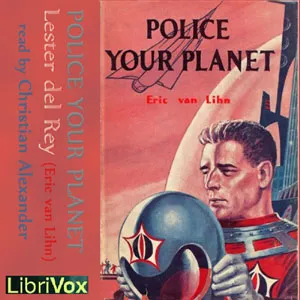 POLICE YOUR PLANET
Lester del Rey (Eric van Lihn)
read by Christian Alexander
LibriVox
POLICE
YOUR PLANET
Eric van Lihn